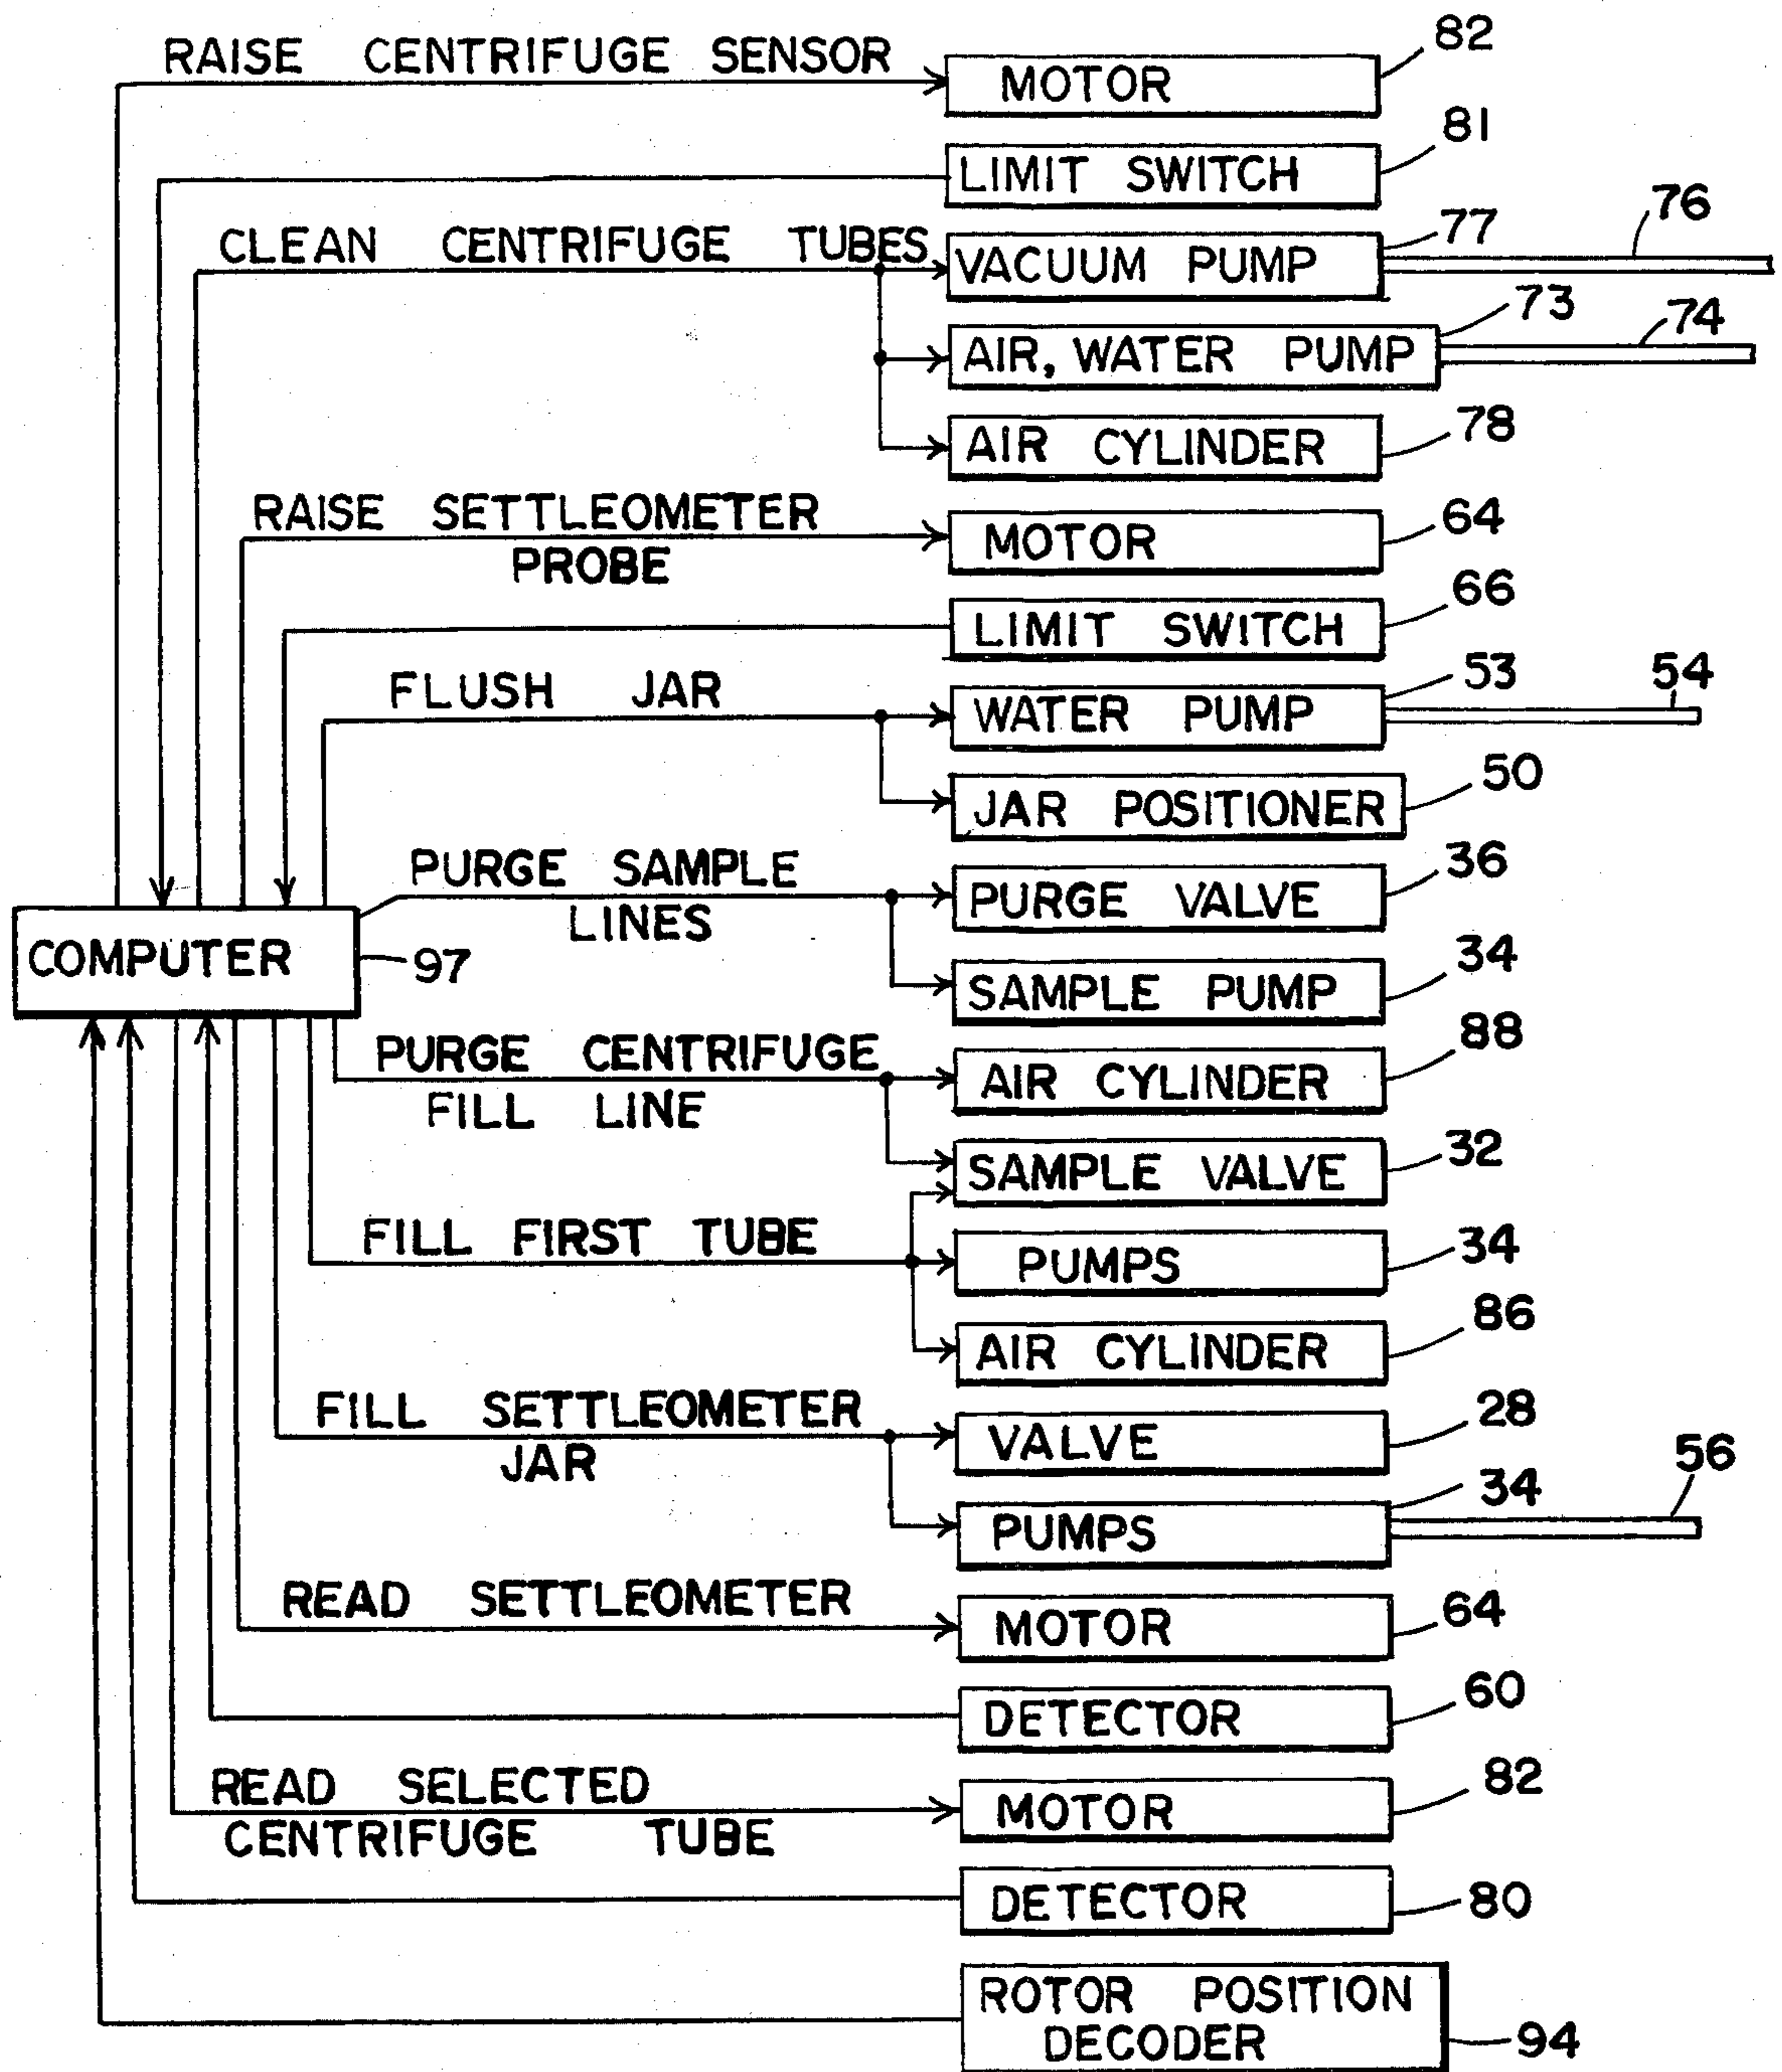 RAISE CENTRIFUGE SENSOR
MOTOR
82
LIMIT SWITCH
81
CLEAN CENTRIFUGE TUBES
VACUUM PUMP
77
76
AIR, WATER PUMP
73
74
AIR CYLINDER
78
RAISE SETTLEOMETER
PROBE
MOTOR
64
LIMIT SWITCH
66
FLUSH JAR
WATER PUMP
53
54
JAR POSITIONER
50
PURGE SAMPLE
LINES
PURGE VALVE
36
COMPUTER
97
SAMPLE PUMP
34
PURGE CENTRIFUGE
FILL LINE
AIR CYLINDER
88
SAMPLE VALVE
32
FILL FIRST TUBE
PUMPS
34
AIR CYLINDER
86
FILL SETTLEOMETER
JAR
VALVE
28
PUMPS
34
56
READ SETTLEOMETER
MOTOR
64
DETECTOR
60
READ SELECTED
CENTRIFUGE TUBE
MOTOR
82
DETECTOR
80
ROTOR POSITION
DECODER
94